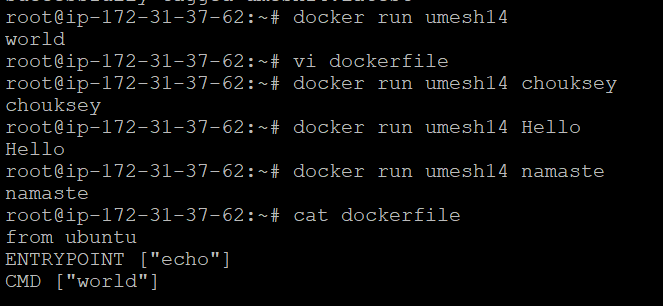 root@ip-172-31-37-62:~# docker run umesh14
world
root@ip-172-31-37-62:~# vi dockerfile
root@ip-172-31-37-62:~# docker run umesh14 chouksey
chouksey
root@ip-172-31-37-62:~# docker run umesh14 Hello
Hello
root@ip-172-31-37-62:~# docker run umesh14 namaste
namaste
root@ip-172-31-37-62:~# cat dockerfile
from ubuntu
ENTRYPOINT ["echo"]
CMD ["world"]